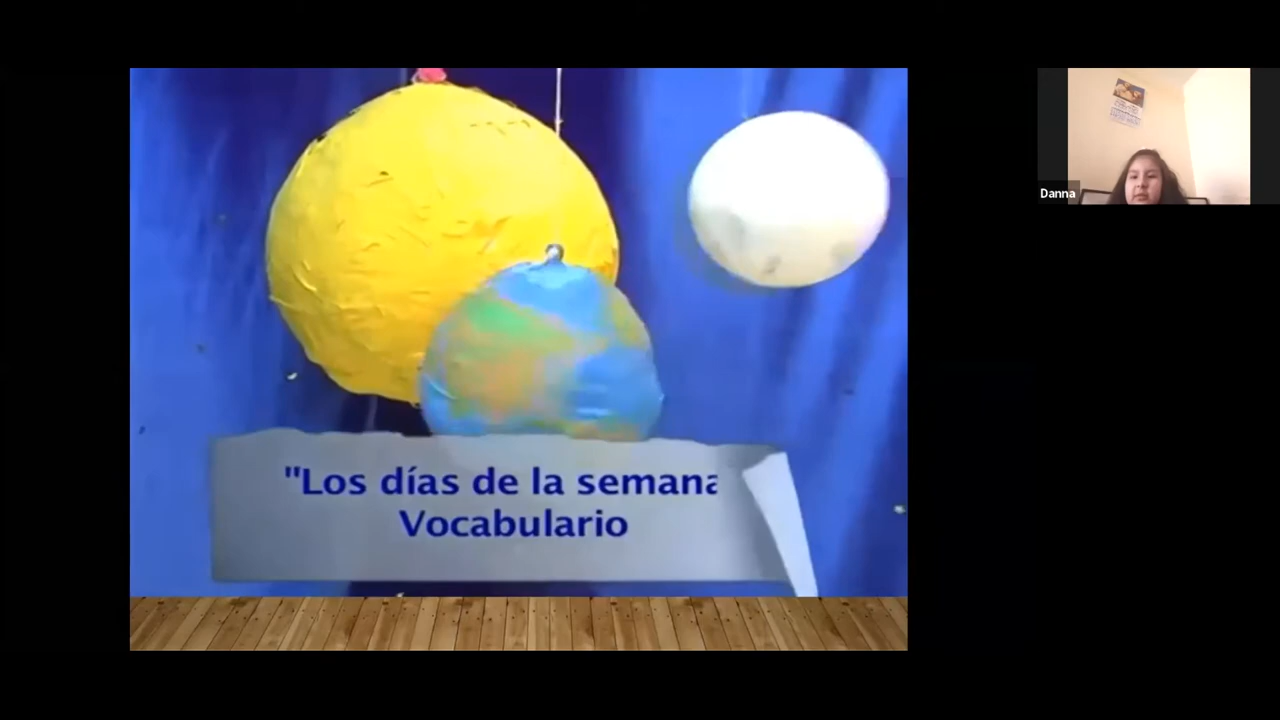 "Los días de la semana
Vocabulario
Danna